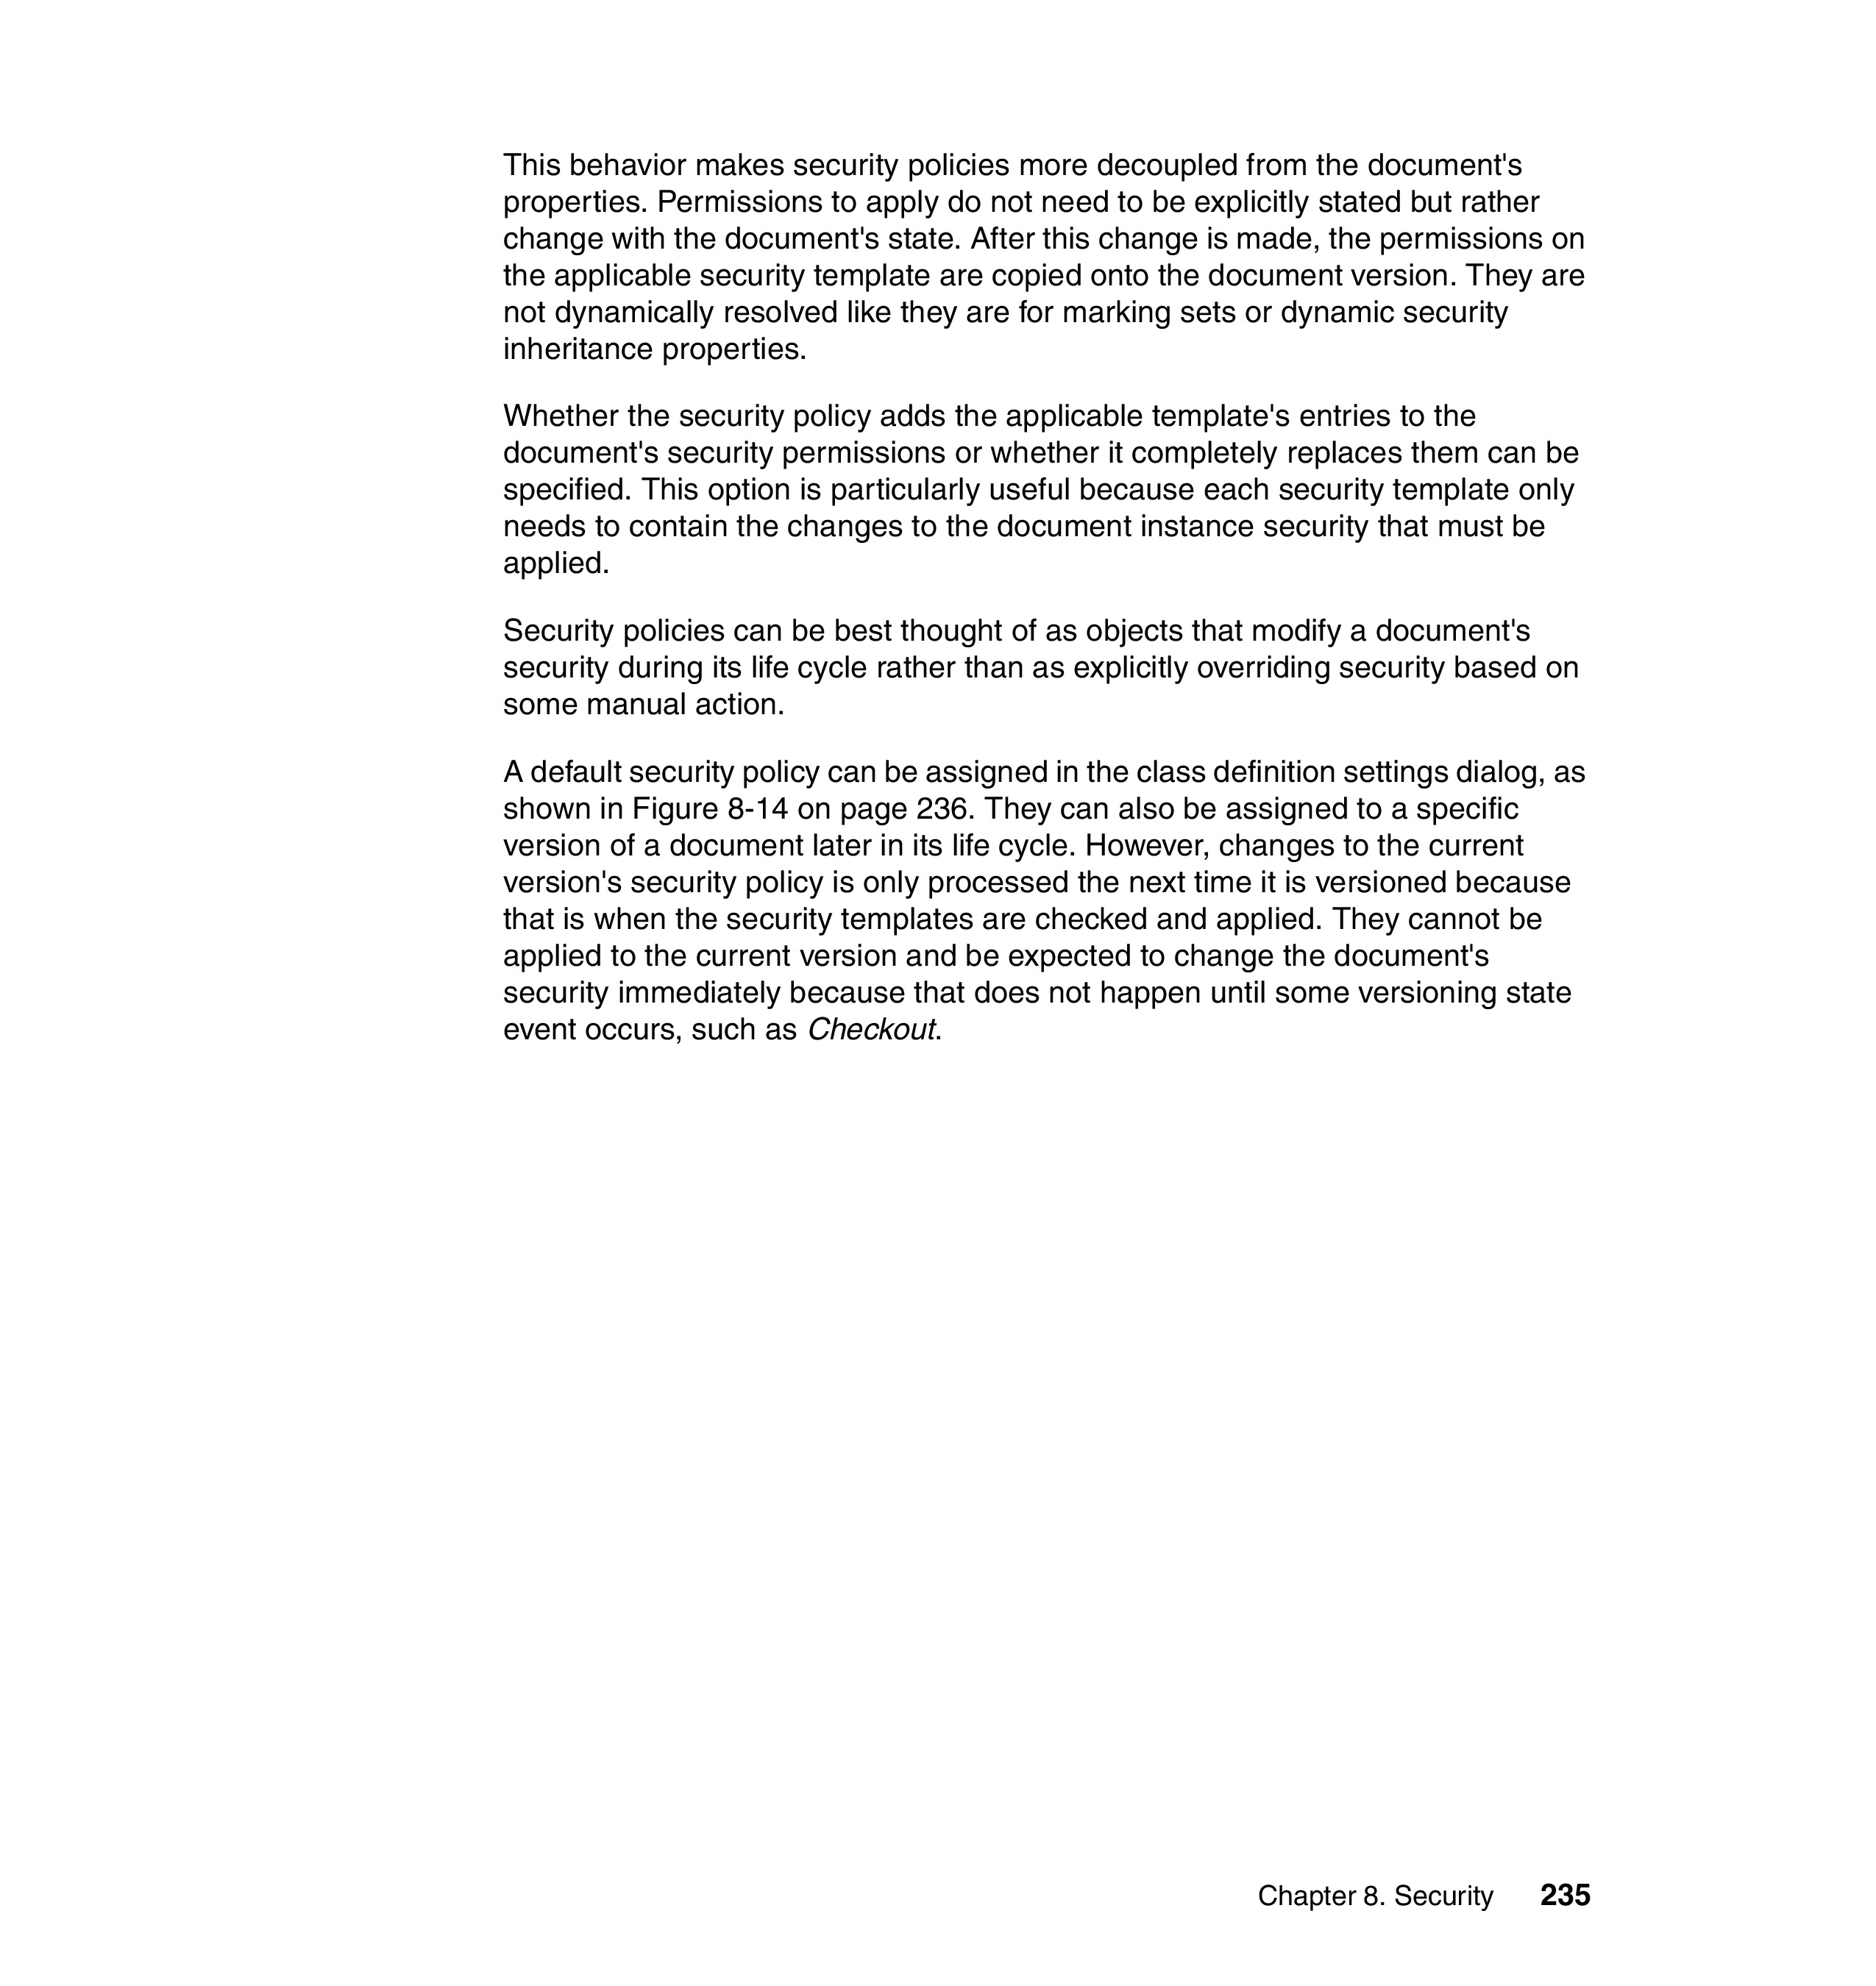 This behavior makes security policies more decoupled from the document's
properties. Permissions to apply do not need to be explicitly stated but rather
change with the document's state. After this change is made, the permissions on
the applicable security template are copied onto the document version. They are
not dynamically resolved like they are for marking sets or dynamic security
inheritance properties.
Whether the security policy adds the applicable template's entries to the
document's security permissions or whether it completely replaces them can be
specified. This option is particularly useful because each security template only
needs to contain the changes to the document instance security that must be
applied.
Security policies can be best thought of as objects that modify a document's
security during its life cycle rather than as explicitly overriding security based on
some manual action.
A default security policy can be assigned in the class definition settings dialog, as
shown in Figure 8-14 on page 236. They can also be assigned to a specific
version of a document later in its life cycle. However, changes to the current
version's security policy is only processed the next time it is versioned because
that is when the security templates are checked and applied. They cannot be
applied to the current version and be expected to change the document's
security immediately because that does not happen until some versioning state
event occurs, such as Checkout.
Chapter 8. Security 235